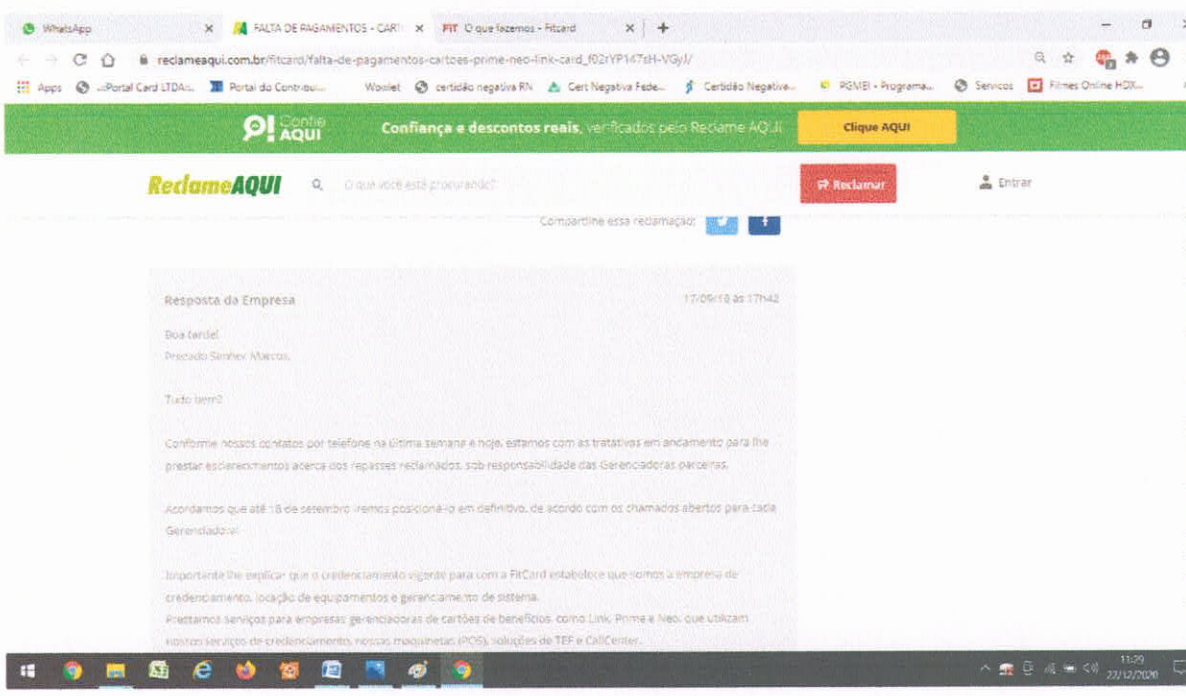 WhatsApp
FALTA DE PAGAMENTOS - CART
FIT O que fazemos - Fitcard
reclameaqui.com.br/fitcard/falta-de-pagamentos-cartoes-prime-neo-link-card_
Apps
Portal Card LTDA
Portal do Contribu...
certidão negativa RN
Cert Negativa Fede...
Certidão Negativa...
PGMEI - Programa...
Servicos
Filmes Online HDX...
Confie AQUI
Confiança e descontos reais, verificados pelo Reclame AQUI
Clique AQUI
ReclameAQUI
O que você está procurando?
Reclamar
Entrar
Compartilhe essa reclamação:
Resposta da Empresa
às 17h42
Boa tarde!
Prezado Senhor Marcos,
Tudo bem?
Conforme nossos contatos por telefone na última semana e hoje, estamos com as tratativas em andamento para lhe
prestar esclarecimentos acerca dos repasses reclamados, sob responsabilidade das Gerenciadoras parceiras.
Acordamos que até 18 de setembro iremos posicioná-lo em definitivo, de acordo com os chamados abertos para cada
Gerenciadora.
Importante lhe explicar que o credenciamento vigente para com a FitCard estabelece que somos a empresa de
credenciamento, locação de equipamentos e gerenciamento de sistema.
Prestamos serviços para empresas gerenciadoras de cartões de benefícios, como Link, Prime e Neo, que utilizam
nossos serviços de credenciamento, nossas maquinetas (POS), soluções de TEF e CallCenter.
11:29
22/12/2020